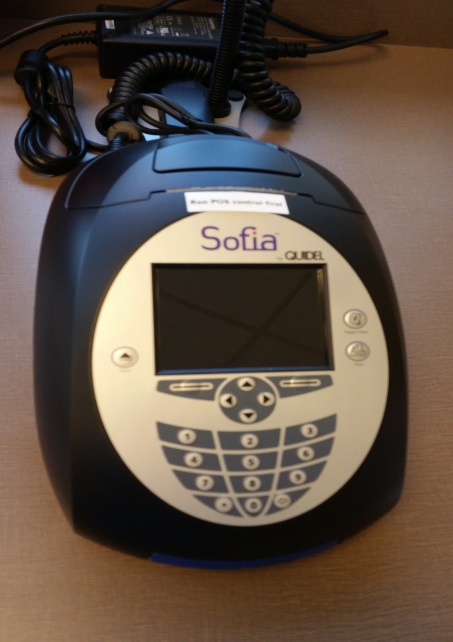 Run POS control first
Sofia
by QUIDEL
1 2 3
4 5 6
7 8 9
0